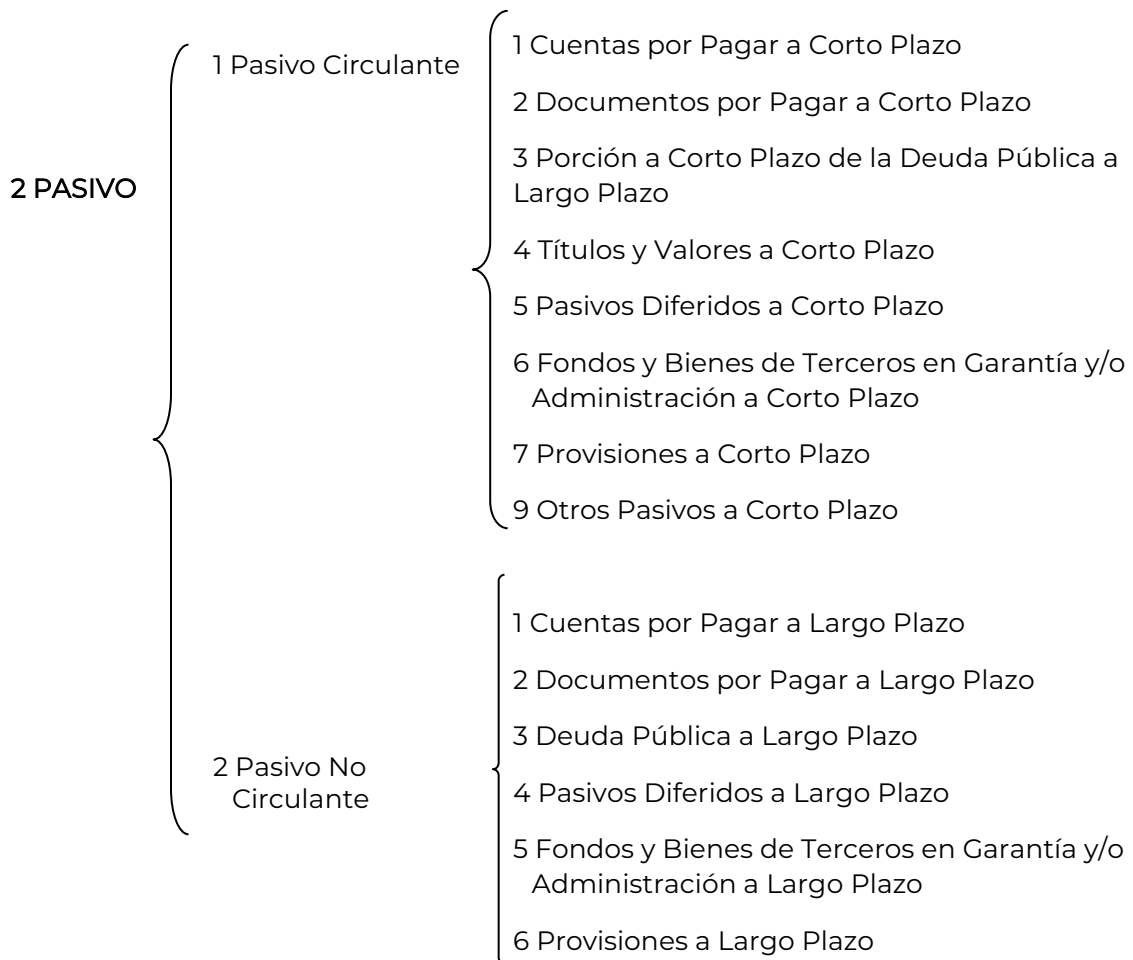 2 PASIVO
1 Pasivo Circulante
1 Cuentas por Pagar a Corto Plazo
2 Documentos por Pagar a Corto Plazo
3 Porción a Corto Plazo de la Deuda Pública a
Largo Plazo
4 Títulos y Valores a Corto Plazo
5 Pasivos Diferidos a Corto Plazo
6 Fondos y Bienes de Terceros en Garantía y/o
Administración a Corto Plazo
7 Provisiones a Corto Plazo
9 Otros Pasivos a Corto Plazo
2 Pasivo No
Circulante
1 Cuentas por Pagar a Largo Plazo
2 Documentos por Pagar a Largo Plazo
3 Deuda Pública a Largo Plazo
4 Pasivos Diferidos a Largo Plazo
5 Fondos y Bienes de Terceros en Garantía y/o
Administración a Largo Plazo
6 Provisiones a Largo Plazo